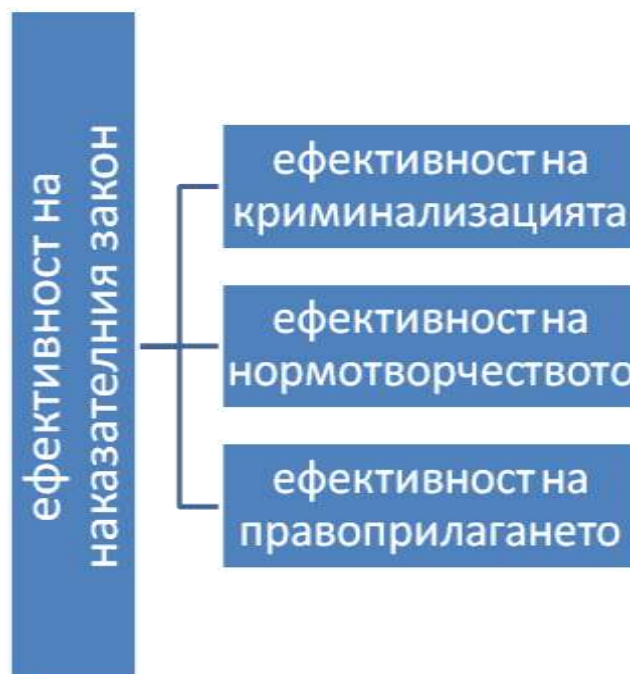 ефективност на
наказателния закон
ефективност на
криминализацията
ефективност на
нормотворчеството
ефективност на
правоприлагането